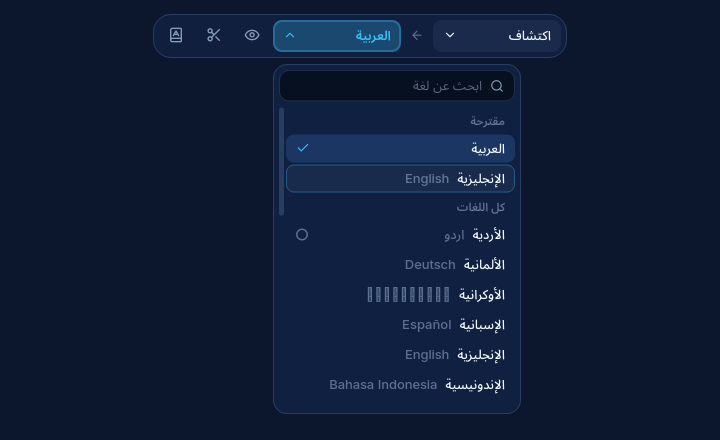 اكتشاف
العربية
ابحث عن لغة
مقترحة
العربية
الإنجليزية English
كل اللغات
الأردية اردو
الألمانية Deutsch
الأوكرانية
الإسبانية Español
الإنجليزية English
الإندونيسية Bahasa Indonesia